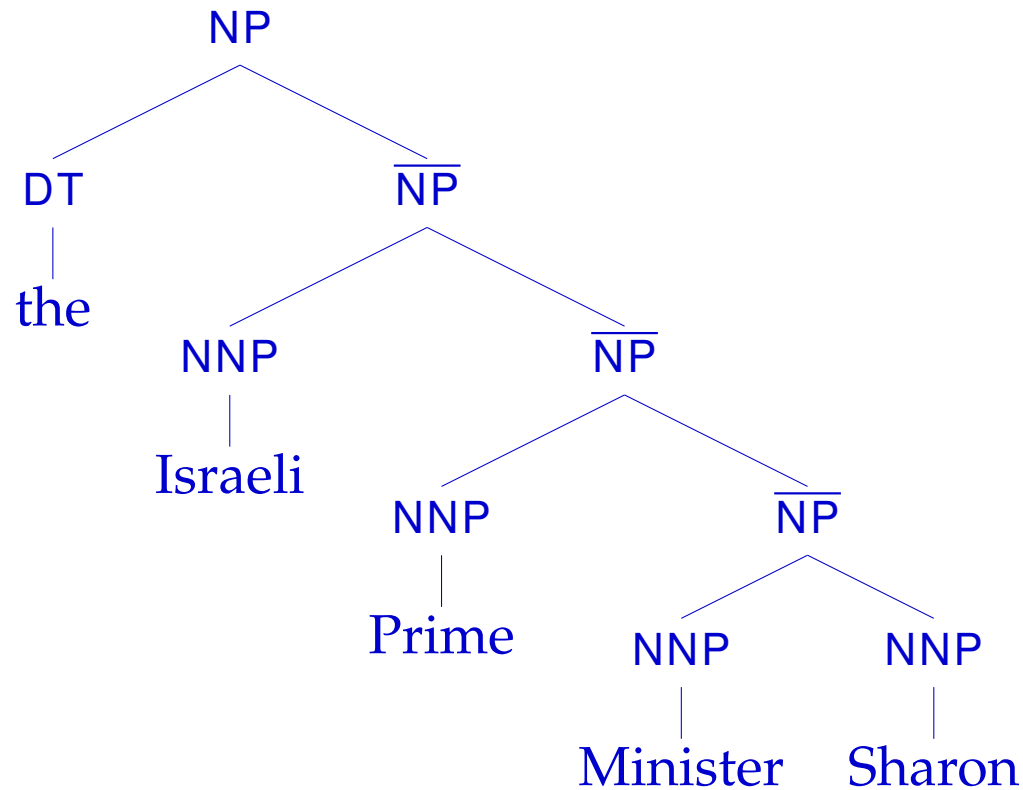 NP
DT N̅P̅
the
NNP N̅P̅
Israeli
NNP N̅P̅
Prime
NNP NNP
Minister Sharon